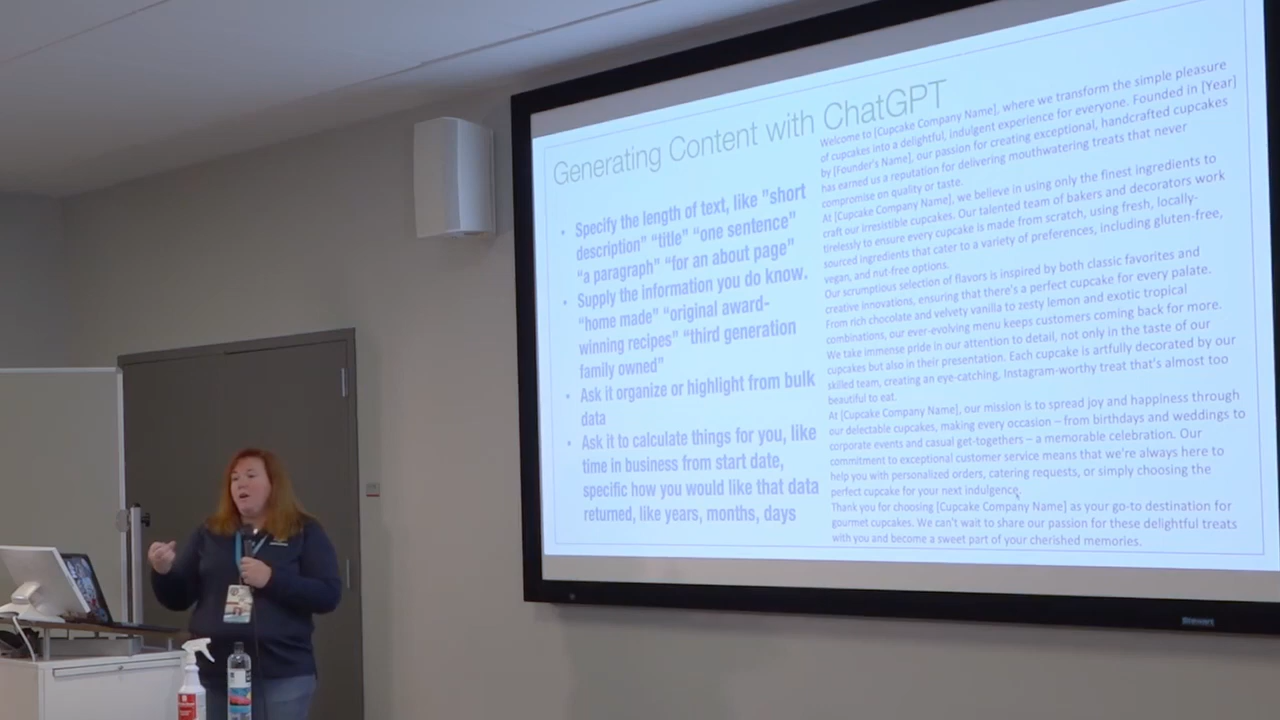 Generating Content with ChatGPT
• Specify the length of text, like "short
description" “title” “one sentence”
“a paragraph” “for an about page”
• Supply the information you do know.
“home made” “original award-
winning recipes” “third generation
family owned”
• Ask it organize or highlight from bulk
data
• Ask it to calculate things for you, like
time in business from start date,
specific how you would like that data
returned, like years, months, days
Welcome to [Cupcake Company Name], where we transform the simple pleasure
of cupcakes into a delightful, indulgent experience for everyone. Founded in [Year]
by [Founder's Name], our passion for creating exceptional, handcrafted cupcakes
has earned us a reputation for delivering mouthwatering treats that never
compromise on quality or taste.
At [Cupcake Company Name], we believe in using only the finest ingredients to
craft our irresistible cupcakes. Our talented team of bakers and decorators work
tirelessly to ensure every cupcake is made from scratch, using fresh, locally-
sourced ingredients that cater to a variety of preferences, including gluten-free,
vegan, and nut-free options.
Our scrumptious selection of flavors is inspired by both classic favorites and
creative innovations, ensuring that there's a perfect cupcake for every palate.
From rich chocolate and velvety vanilla to zesty lemon and exotic tropical
combinations, our ever-evolving menu keeps customers coming back for more.
We take immense pride in our attention to detail, not only in the taste of our
cupcakes but also in their presentation. Each cupcake is artfully decorated by our
skilled team, creating an eye-catching, Instagram-worthy treat that's almost too
beautiful to eat.
At [Cupcake Company Name], our mission is to spread joy and happiness through
our delectable cupcakes, making every occasion – from birthdays and weddings to
corporate events and casual get-togethers – a memorable celebration. Our
commitment to exceptional customer service means that we're always here to
help you with personalized orders, catering requests, or simply choosing the
perfect cupcake for your next indulgence.
Thank you for choosing [Cupcake Company Name] as your go-to destination for
gourmet cupcakes. We can't wait to share our passion for these delightful treats
with you and become a sweet part of your cherished memories.
Stewart